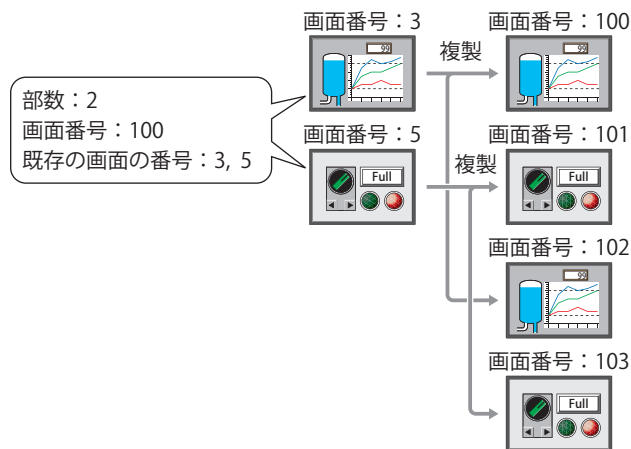 画面番号：3
画面番号：100
99
複製
99
部数：2
画面番号：100
既存の画面の番号：3, 5
画面番号：5
画面番号：101
Full
複製
Full
画面番号：102
99
画面番号：103
Full